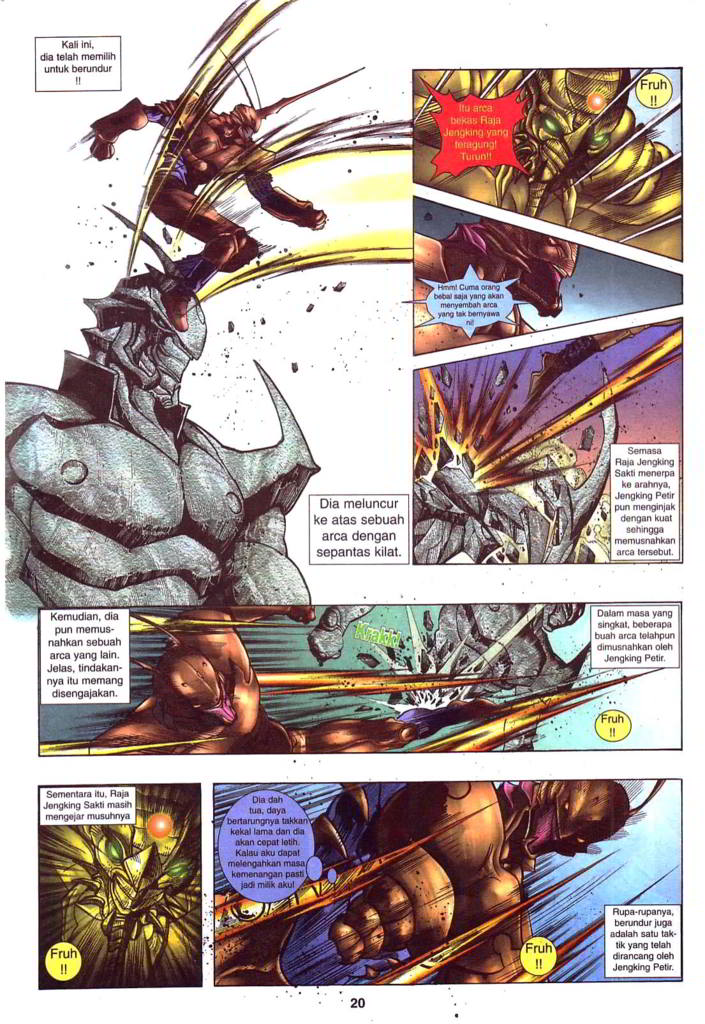 Kali ini,
dia telah memilih
untuk berundur
!!
Fruh
!!
Itu arca
bekas Raja
Jengking yang
teragung!
Turun!!
Hmm! Cuma orang
bebal saja yang akan
menyembah arca
yang tak bernyawa
ni!
Dia meluncur
ke atas sebuah
arca dengan
sepantas kilat.
Semasa
Raja Jengking
Sakti menerpa
ke arahnya,
Jengking Petir
pun menginjak
dengan kuat
sehingga
memusnahkan
arca tersebut.
Kemudian, dia
pun memus-
nahkan sebuah
arca yang lain.
Jelas, tindakan-
nya itu memang
disengajakan.
Krakk!
Dalam masa yang
singkat, beberapa
buah arca telahpun
dimusnahkan oleh
Jengking Petir.
Fruh
!!
Sementara itu, Raja
Jengking Sakti masih
mengejar musuhnya
Fruh
!!
Dia dah
tua, daya
bertarungnya takkan
kekal lama dan dia
akan cepat letih.
Kalau aku dapat
melengahkan masa
kemenangan pasti
jadi milik aku!
Fruh
!!
Rupa-rupanya,
berundur juga
adalah satu tak-
tik yang telah
dirancang oleh
Jengking Petir.
20